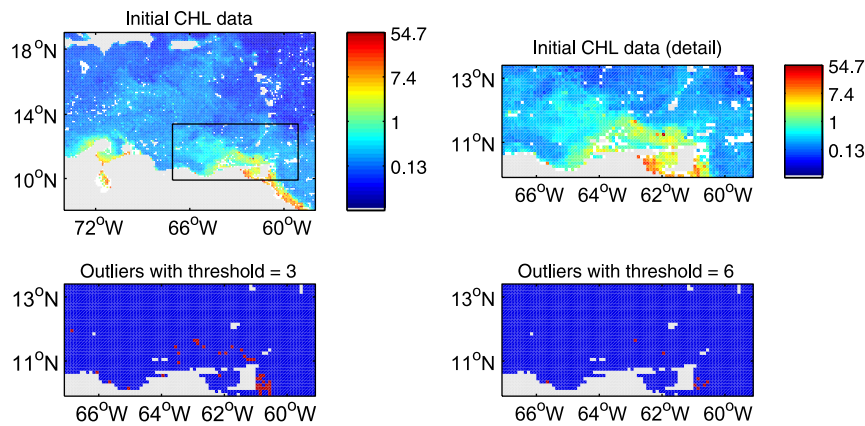 Initial CHL data
18°N
14°N
10°N
72°W
66°W
60°W
54.7
7.4
1
0.13
Initial CHL data (detail)
13°N
11°N
66°W
64°W
62°W
60°W
54.7
7.4
1
0.13
Outliers with threshold = 3
13°N
11°N
66°W
64°W
62°W
60°W
Outliers with threshold = 6
13°N
11°N
66°W
64°W
62°W
60°W